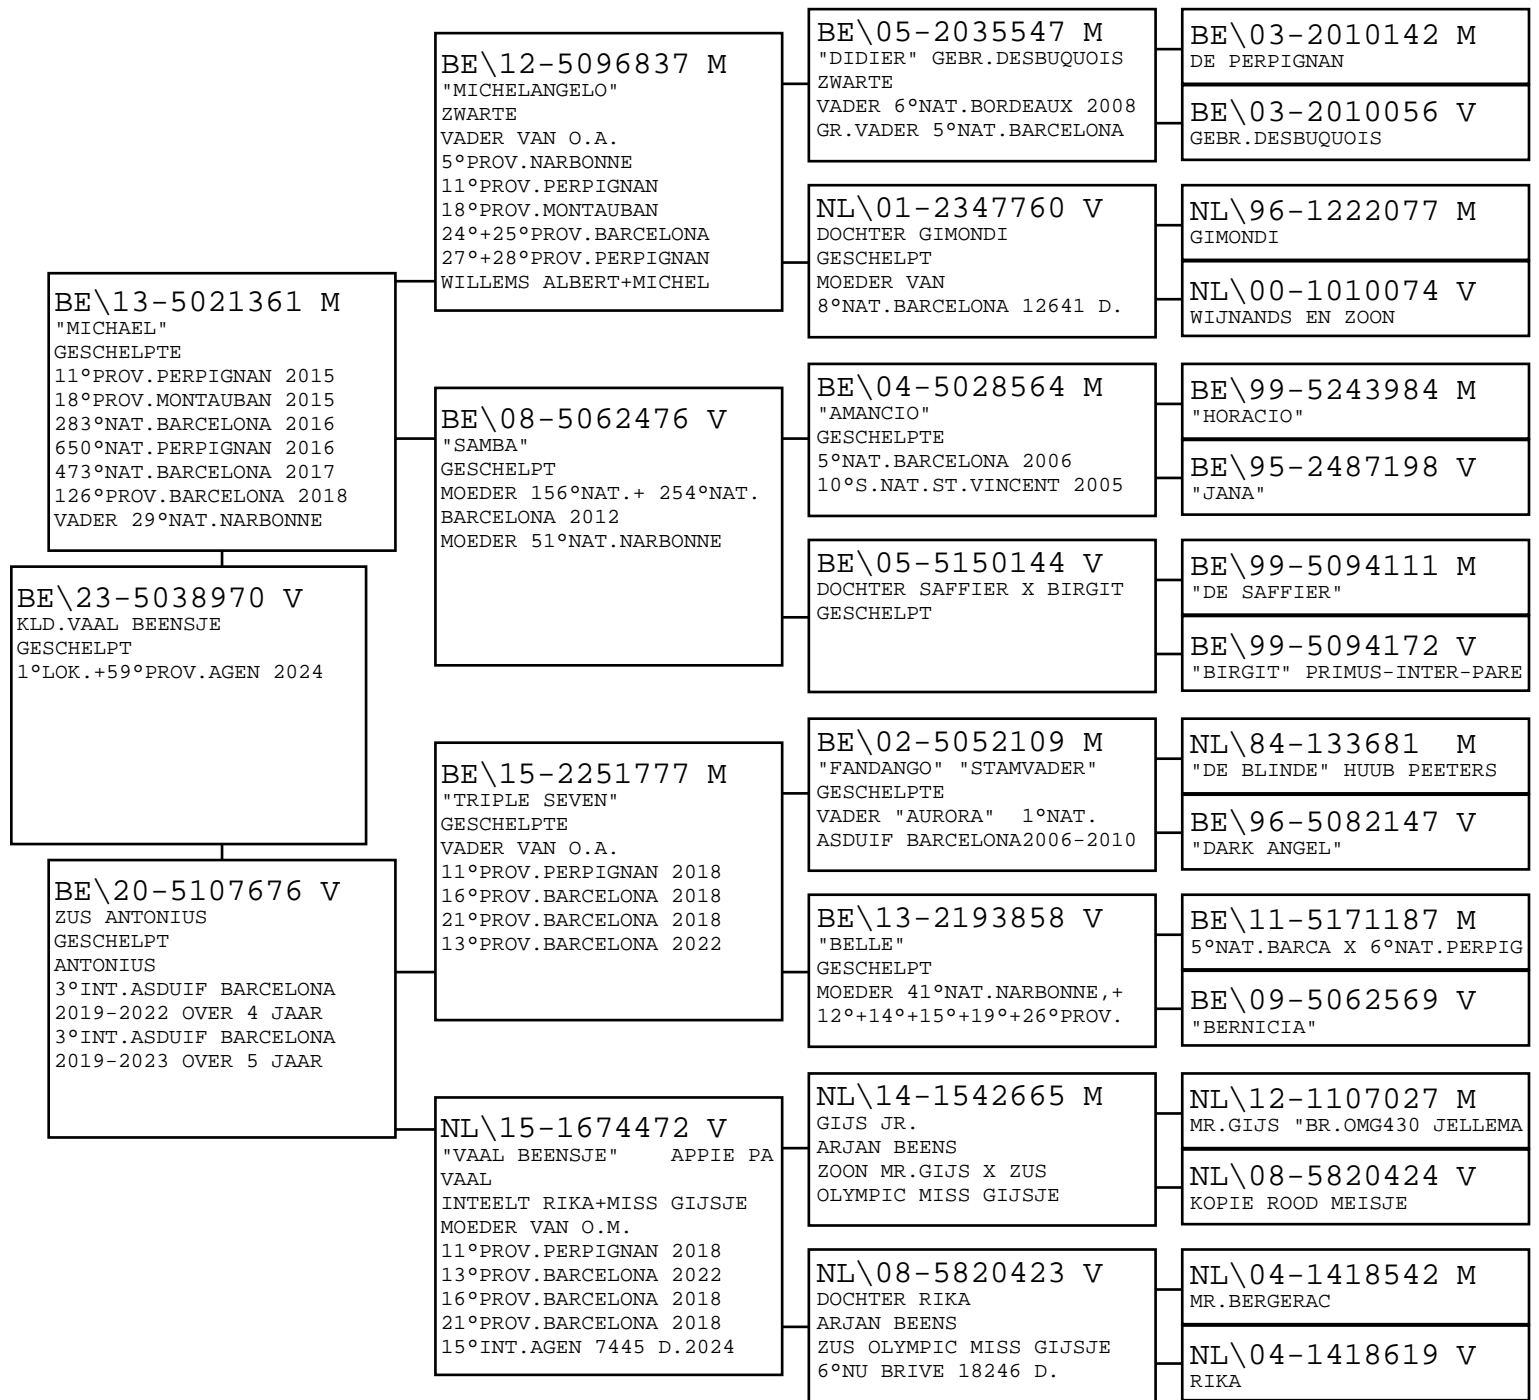 BE\23-5038970 V
KLD.VAAL BEENSJE
GESCHELPT
1°LOK.+59°PROV.AGEN 2024
BE\13-5021361 M
"MICHAEL"
GESCHELPTE
11°PROV.PERPIGNAN 2015
18°PROV.MONTAUBAN 2015
283°NAT.BARCELONA 2016
650°NAT.PERPIGNAN 2016
473°NAT.BARCELONA 2017
126°PROV.BARCELONA 2018
VADER 29°NAT.NARBONNE
BE\20-5107676 V
ZUS ANTONIUS
GESCHELPT
ANTONIUS
3°INT.ASDUIF BARCELONA
2019-2022 OVER 4 JAAR
3°INT.ASDUIF BARCELONA
2019-2023 OVER 5 JAAR
BE\12-5096837 M
"MICHELANGELO"
ZWARTE
VADER VAN O.A.
5°PROV.NARBONNE
11°PROV.PERPIGNAN
18°PROV.MONTAUBAN
24°+25°PROV.BARCELONA
27°+28°PROV.PERPIGNAN
WILLEMS ALBERT+MICHEL
BE\08-5062476 V
"SAMBA"
GESCHELPT
MOEDER 156°NAT.+ 254°NAT.
BARCELONA 2012
MOEDER 51°NAT.NARBONNE
BE\15-2251777 M
"TRIPLE SEVEN"
GESCHELPTE
VADER VAN O.A.
11°PROV.PERPIGNAN 2018
16°PROV.BARCELONA 2018
21°PROV.BARCELONA 2018
13°PROV.BARCELONA 2022
NL\15-1674472 V
"VAAL BEENSJE" APPIE PA
VAAL
INTEELT RIKA+MISS GIJSJE
MOEDER VAN O.M.
11°PROV.PERPIGNAN 2018
13°PROV.BARCELONA 2022
16°PROV.BARCELONA 2018
21°PROV.BARCELONA 2018
15°INT.AGEN 7445 D.2024
BE\05-2035547 M
"DIDIER" GEBR.DESBUQUOIS
ZWARTE
VADER 6°NAT.BORDEAUX 2008
GR.VADER 5°NAT.BARCELONA
NL\01-2347760 V
DOCHTER GIMONDI
GESCHELPT
MOEDER VAN
8°NAT.BARCELONA 12641 D.
BE\04-5028564 M
"AMANCIO"
GESCHELPTE
5°NAT.BARCELONA 2006
10°S.NAT.ST.VINCENT 2005
BE\05-5150144 V
DOCHTER SAFFIER X BIRGIT
GESCHELPT
BE\02-5052109 M
"FANDANGO" "STAMVADER"
GESCHELPTE
VADER "AURORA" 1°NAT.
ASDUIF BARCELONA2006-2010
BE\13-2193858 V
"BELLE"
GESCHELPT
MOEDER 41°NAT.NARBONNE,+
12°+14°+15°+19°+26°PROV.
NL\14-1542665 M
GIJS JR.
ARJAN BEENS
ZOON MR.GIJS X ZUS
OLYMPIC MISS GIJSJE
NL\08-5820423 V
DOCHTER RIKA
ARJAN BEENS
ZUS OLYMPIC MISS GIJSJE
6°NU BRIVE 18246 D.
BE\03-2010142 M
DE PERPIGNAN
BE\03-2010056 V
GEBR.DESBUQUOIS
NL\96-1222077 M
GIMONDI
NL\00-1010074 V
WIJNANDS EN ZOON
BE\99-5243984 M
"HORACIO"
BE\95-2487198 V
"JANA"
BE\99-5094111 M
"DE SAFFIER"
BE\99-5094172 V
"BIRGIT" PRIMUS-INTER-PARE
NL\84-133681 M
"DE BLINDE" HUUB PEETERS
BE\96-5082147 V
"DARK ANGEL"
BE\11-5171187 M
5°NAT.BARCA X 6°NAT.PERPIG
BE\09-5062569 V
"BERNICIA"
NL\12-1107027 M
MR.GIJS "BR.OMG430 JELLEMA
NL\08-5820424 V
KOPIE ROOD MEISJE
NL\04-1418542 M
MR.BERGERAC
NL\04-1418619 V
RIKA